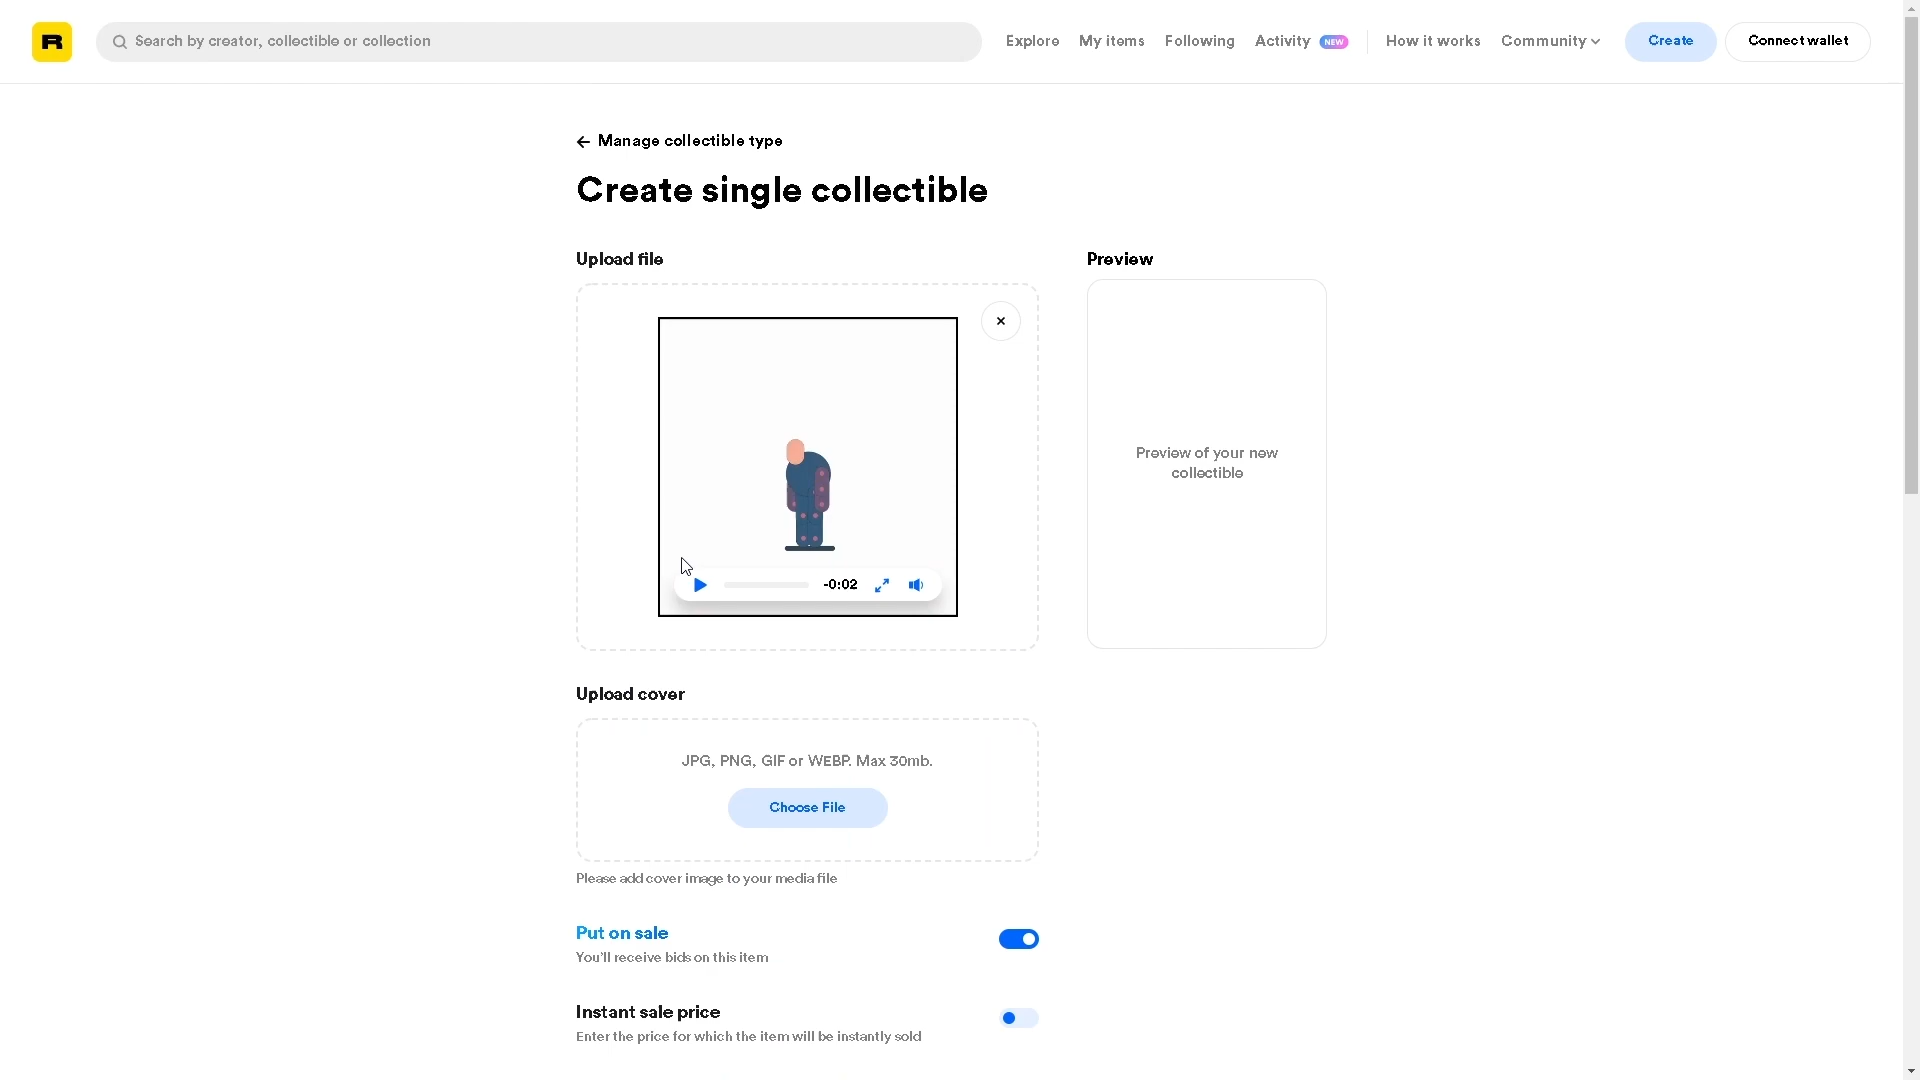 R
Search by creator, collectible or collection
Explore
My items
Following
Activity
NEW
How it works
Community
Create
Connect wallet
Manage collectible type
Create single collectible
Upload file
Preview
Preview of your new
collectible
-0:02
Upload cover
JPG, PNG, GIF or WEBP. Max 30mb.
Choose File
Please add cover image to your media file
Put on sale
You'll receive bids on this item
Instant sale price
Enter the price for which the item will be instantly sold